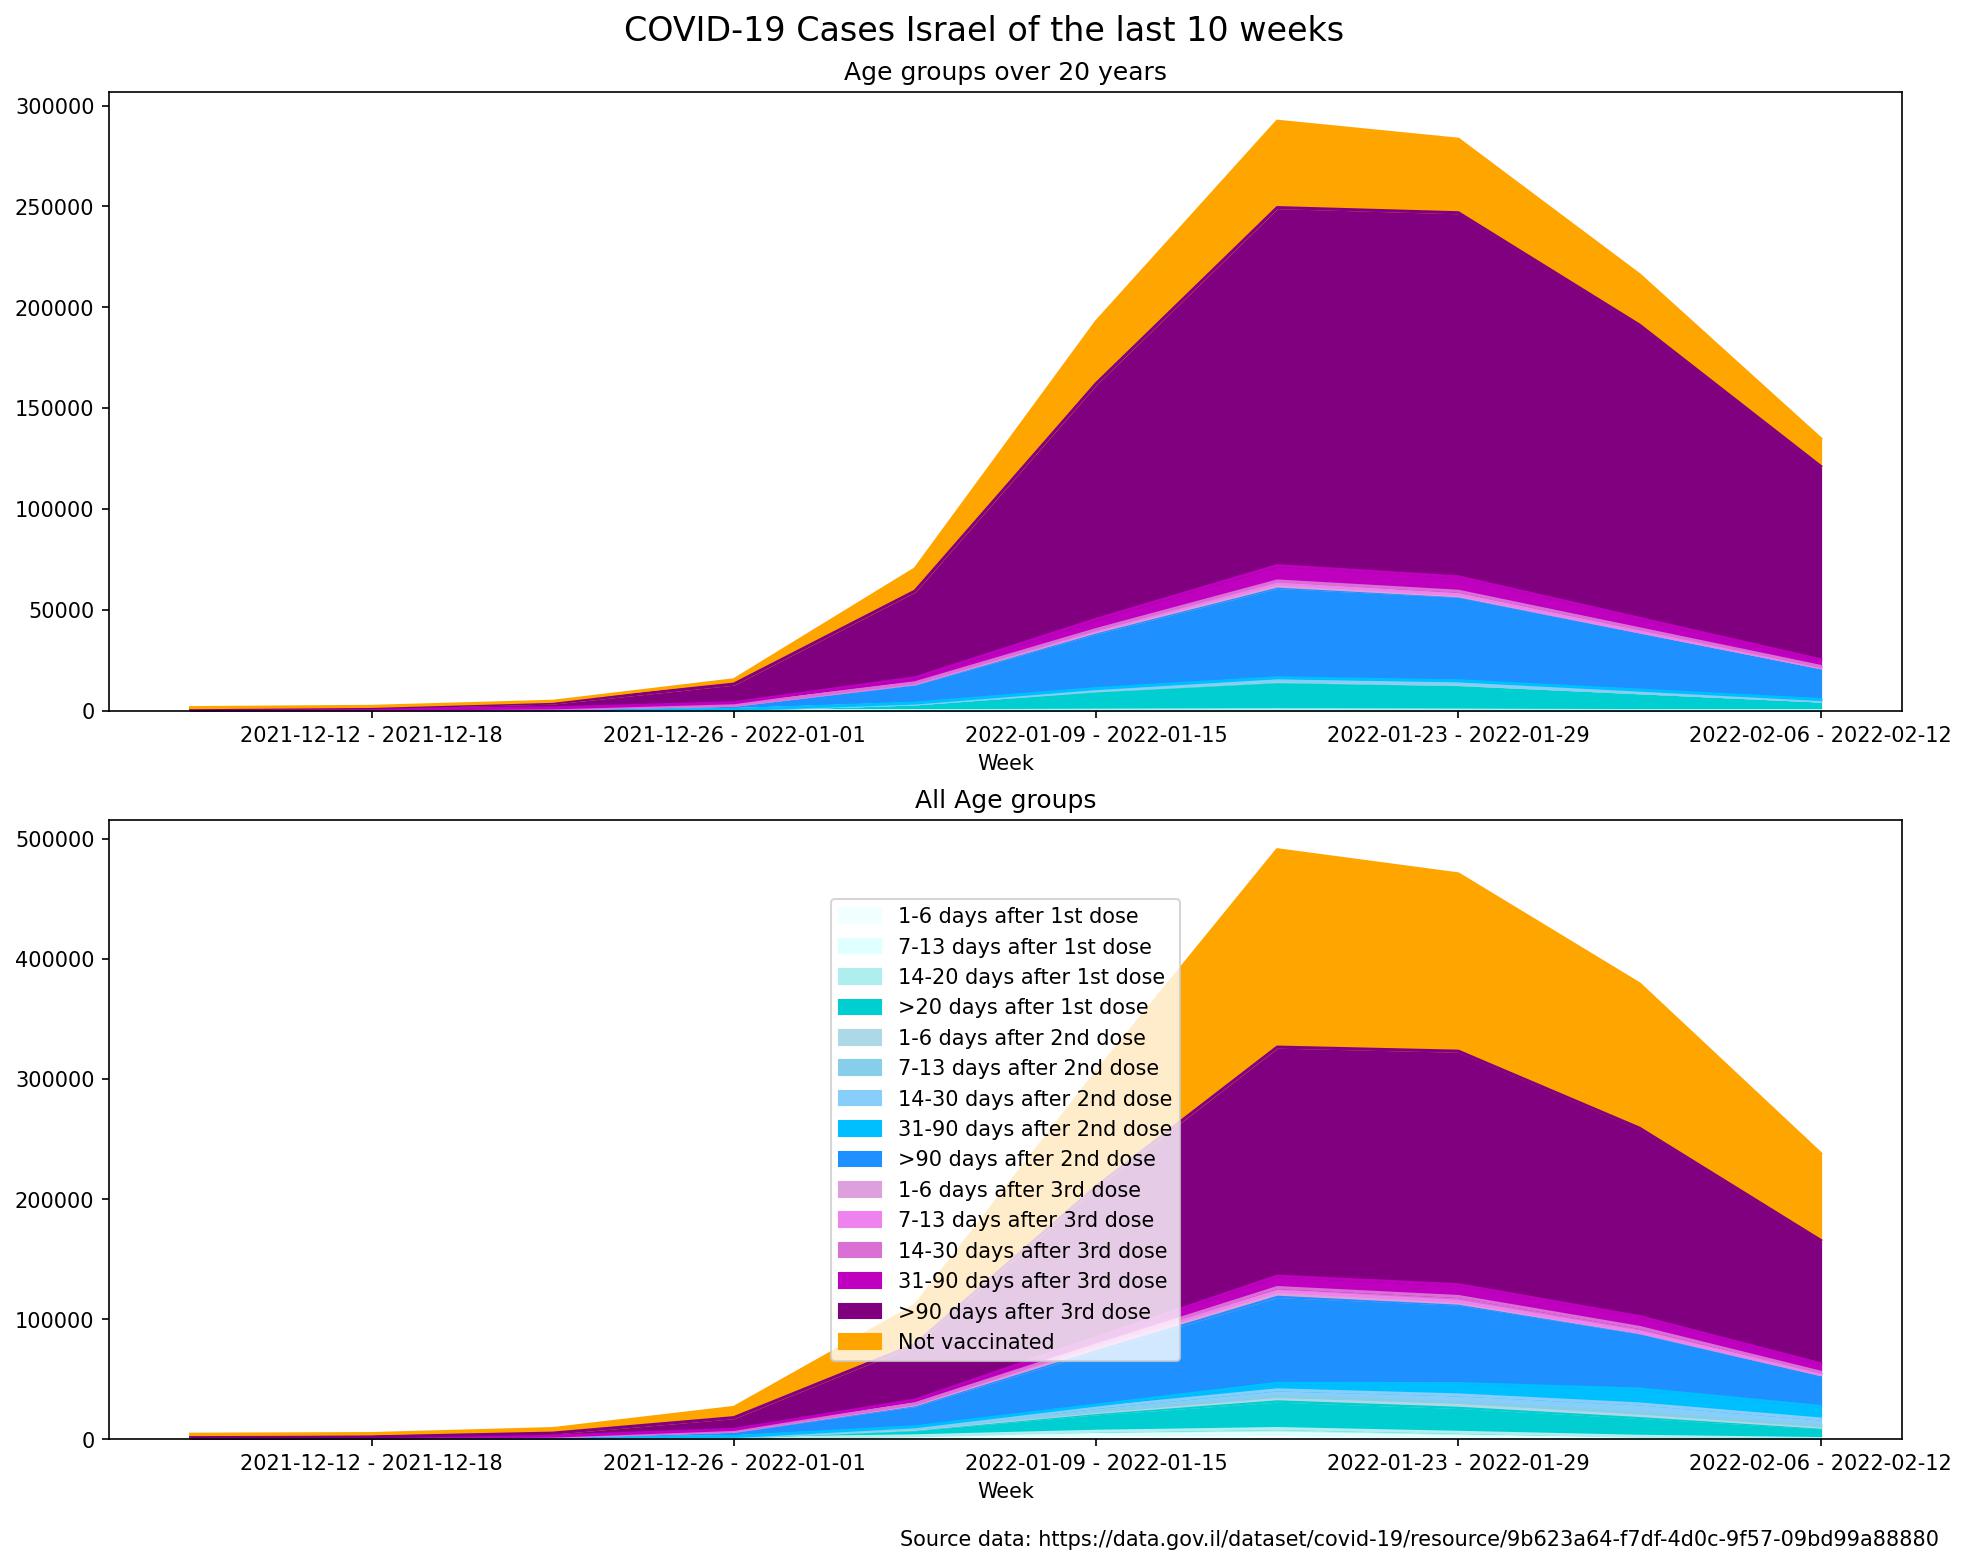 COVID-19 Cases Israel of the last 10 weeks
Age groups over 20 years
300000
250000
200000
150000
100000
50000
0
2021-12-12 - 2021-12-18
2021-12-26 - 2022-01-01
2022-01-09 - 2022-01-15
2022-01-23 - 2022-01-29
2022-02-06 - 2022-02-12
Week
All Age groups
500000
400000
300000
200000
100000
0
1-6 days after 1st dose
7-13 days after 1st dose
14-20 days after 1st dose
>20 days after 1st dose
1-6 days after 2nd dose
7-13 days after 2nd dose
14-30 days after 2nd dose
31-90 days after 2nd dose
>90 days after 2nd dose
1-6 days after 3rd dose
7-13 days after 3rd dose
14-30 days after 3rd dose
31-90 days after 3rd dose
>90 days after 3rd dose
Not vaccinated
2021-12-12 - 2021-12-18
2021-12-26 - 2022-01-01
2022-01-09 - 2022-01-15
2022-01-23 - 2022-01-29
2022-02-06 - 2022-02-12
Week
Source data: https://data.gov.il/dataset/covid-19/resource/9b623a64-f7df-4d0c-9f57-09bd99a88880